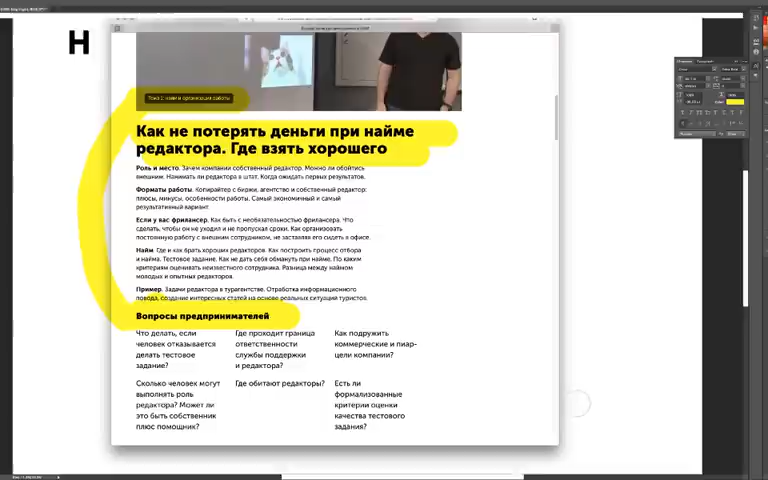 Н
Тема 1: найм и организация работы
Как не потерять деньги при найме
редактора. Где взять хорошего
Роль и место. Зачем компании собственный редактор. Можно ли обойтись
внешним. Нанимать ли редактора в штат. Когда ожидать первых результатов.
Форматы работы. Копирайтер с биржи, агентство и собственный редактор:
плюсы, минусы, особенности работы. Самый экономичный и самый
результативный вариант.
Если у вас фрилансер. Как быть с необязательностью фрилансера. Что
сделать, чтобы он не уходил и не пропускал сроки. Как организовать
постоянную работу с внешним сотрудником, не заставляя его сидеть в офисе.
Найм. Где и как брать хороших редакторов. Как построить процесс отбора
и найма. Тестовое задание. Как не дать себя обмануть при найме. По каким
критериям оценивать неизвестного сотрудника. Разница между наймом
молодых и опытных редакторов.
Пример. Задачи редактора в турагентстве. Отработка информационного
повода, создание интересных статей на основе реальных ситуаций туристов.
Вопросы предпринимателей
Что делать, если
человек отказывается
делать тестовое
задание?
Где проходит граница
ответственности
службы поддержки
и редактора?
Как подружить
коммерческие и пиар-
цели компании?
Сколько человек могут
выполнять роль
редактора? Может ли
это быть собственник
плюс помощник?
Где обитают редакторы?
Есть ли
формализованные
критерии оценки
качества тестового
задания?